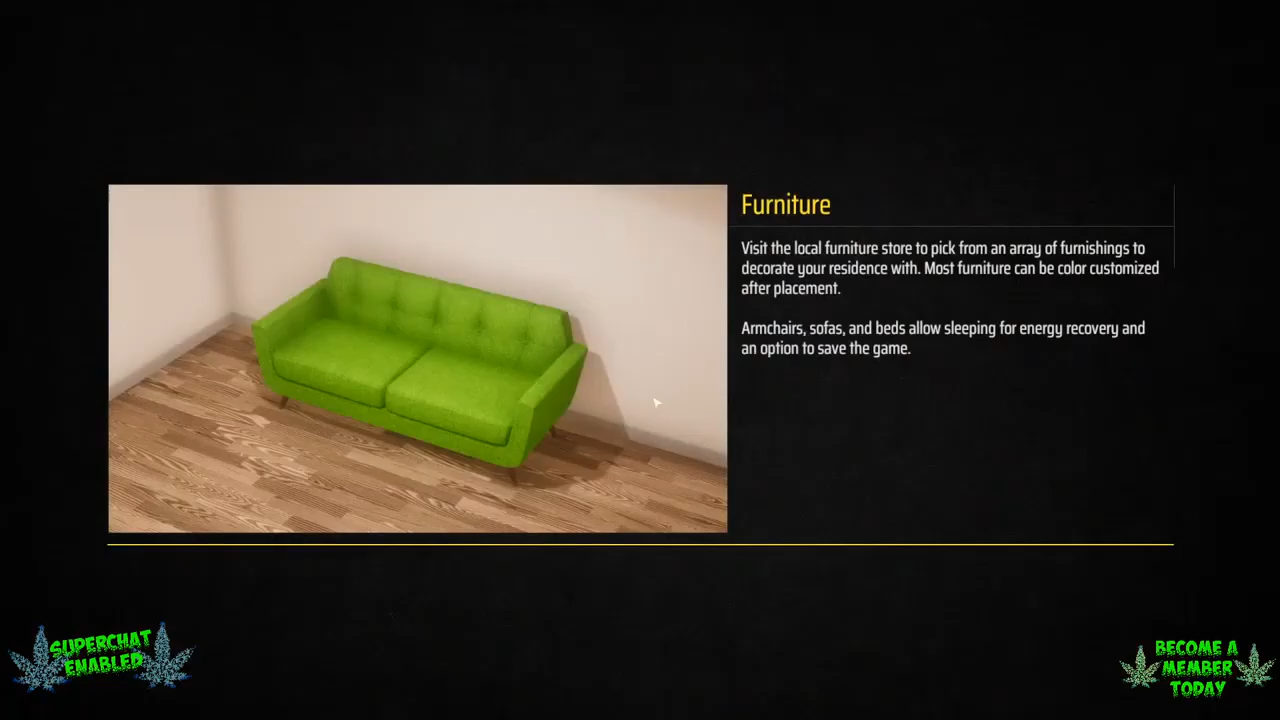 Furniture
Visit the local furniture store to pick from an array of furnishings to
decorate your residence with. Most furniture can be color customized
after placement.
Armchairs, sofas, and beds allow sleeping for energy recovery and
an option to save the game.
SUPERCHAT
ENABLED
BECOME A
MEMBER
TODAY